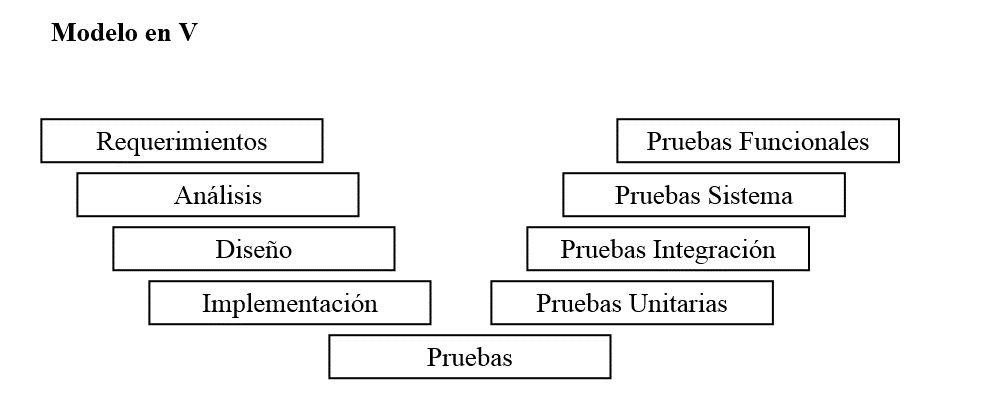 Modelo en V
Requerimientos
Pruebas Funcionales
Análisis
Pruebas Sistema
Diseño
Pruebas Integración
Implementación
Pruebas Unitarias
Pruebas